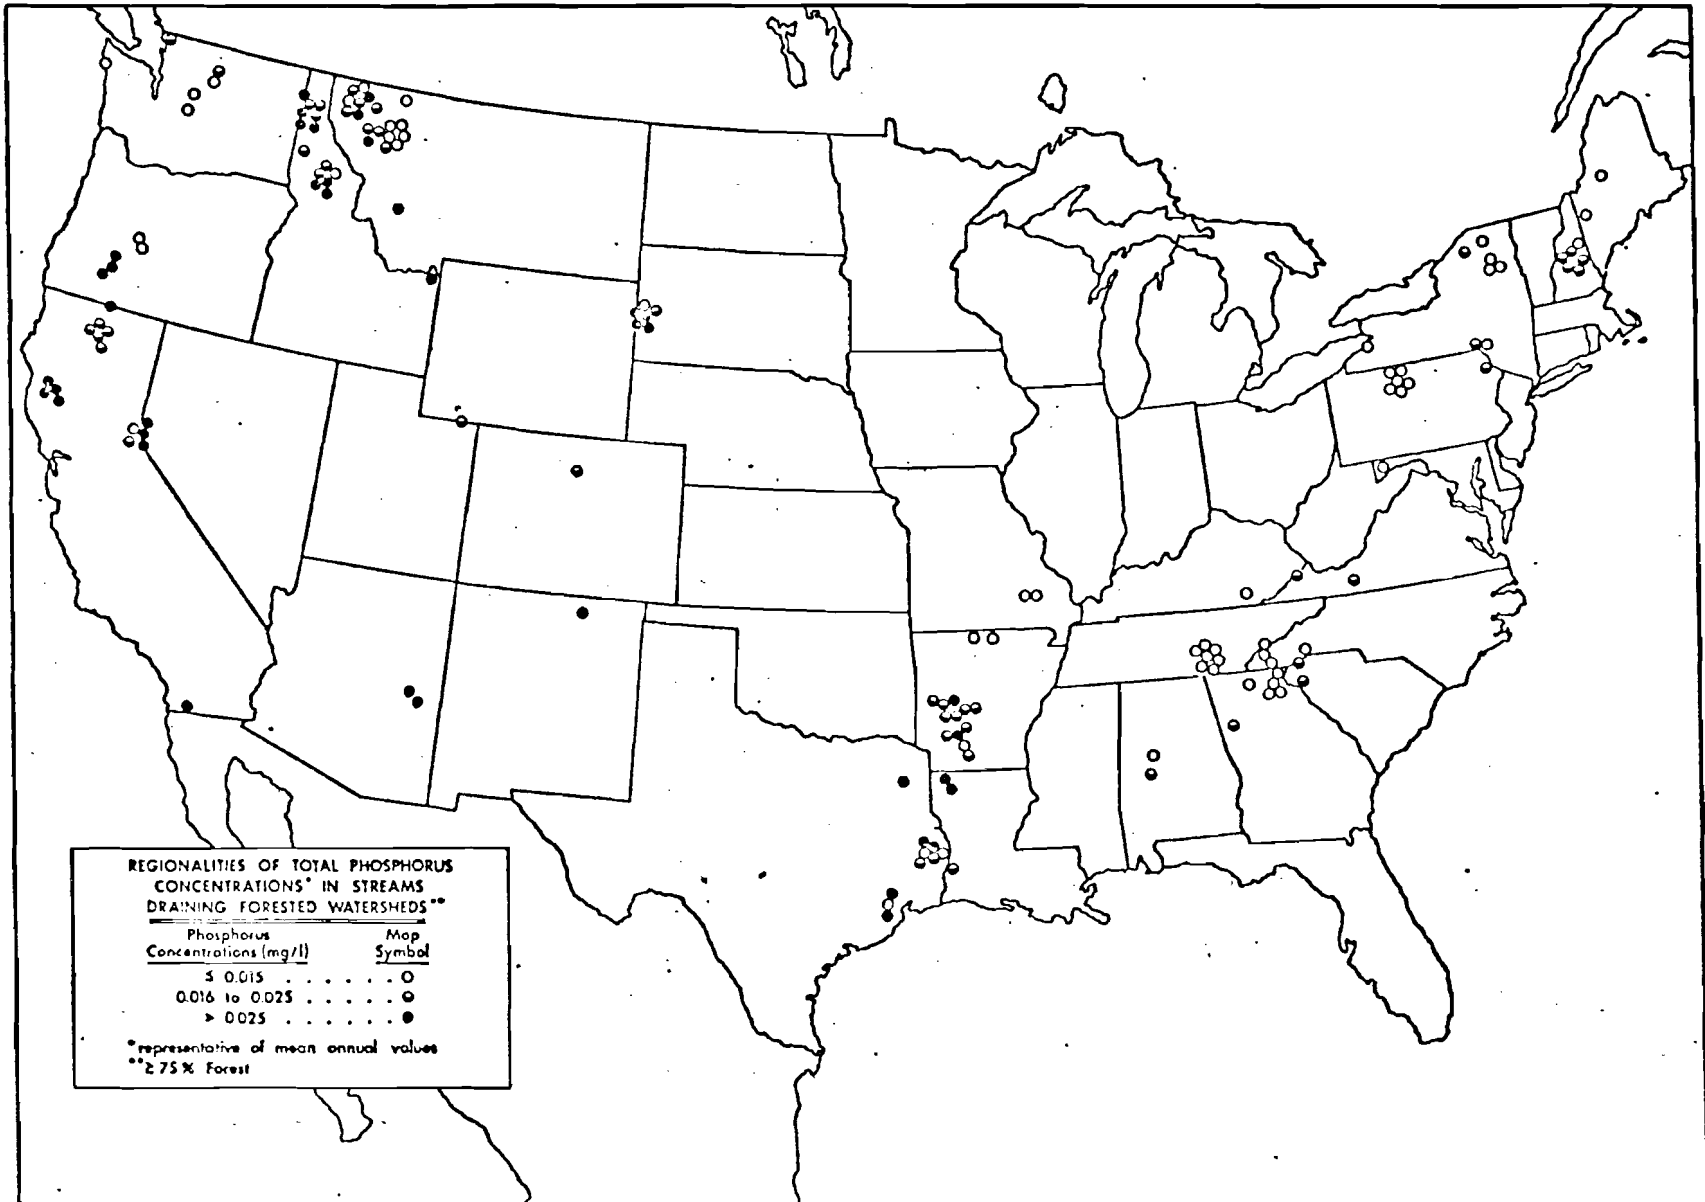 REGIONALITIES OF TOTAL PHOSPHORUS
CONCENTRATIONS* IN STREAMS
DRAINING FORESTED WATERSHEDS**
Phosphorus Map
Concentrations (mg/l) Symbol
≤ 0.015 . . . . . . O
0.016 to 0.025 . . . . . ◒
> 0.025 . . . . . . ●
*representative of mean annual values
**≥75% Forest